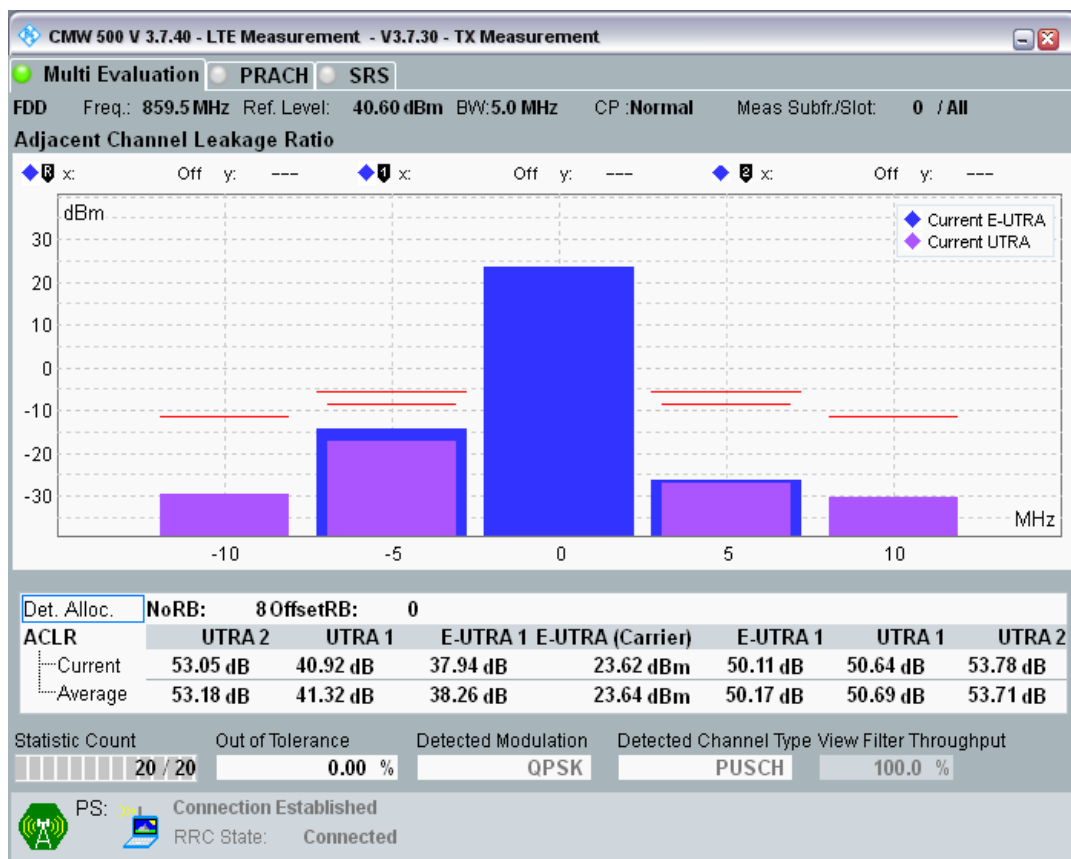 CMW 500 V 3.7.40 - LTE Measurement - V3.7.30 - TX Measurement
Multi Evaluation PRACH SRS
FDD Freq.: 859.5 MHz Ref. Level: 40.60 dBm BW:5.0 MHz CP :Normal Meas Subfr./Slot: 0 / All
Adjacent Channel Leakage Ratio
R x: Off y: --- 1 x: Off y: --- 2 x: Off y: ---
dBm
Current E-UTRA
Current UTRA
30
20
10
0
-10
-20
-30
MHz
-10 -5 0 5 10
Det. Alloc. NoRB: 8 OffsetRB: 0
ACLR UTRA 2 UTRA 1 E-UTRA 1 E-UTRA (Carrier) E-UTRA 1 UTRA 1 UTRA 2
Current 53.05 dB 40.92 dB 37.94 dB 23.62 dBm 50.11 dB 50.64 dB 53.78 dB
Average 53.18 dB 41.32 dB 38.26 dB 23.64 dBm 50.17 dB 50.69 dB 53.71 dB
Statistic Count Out of Tolerance Detected Modulation Detected Channel Type View Filter Throughput
20 / 20 0.00 % QPSK PUSCH 100.0 %
PS: Connection Established
RRC State: Connected